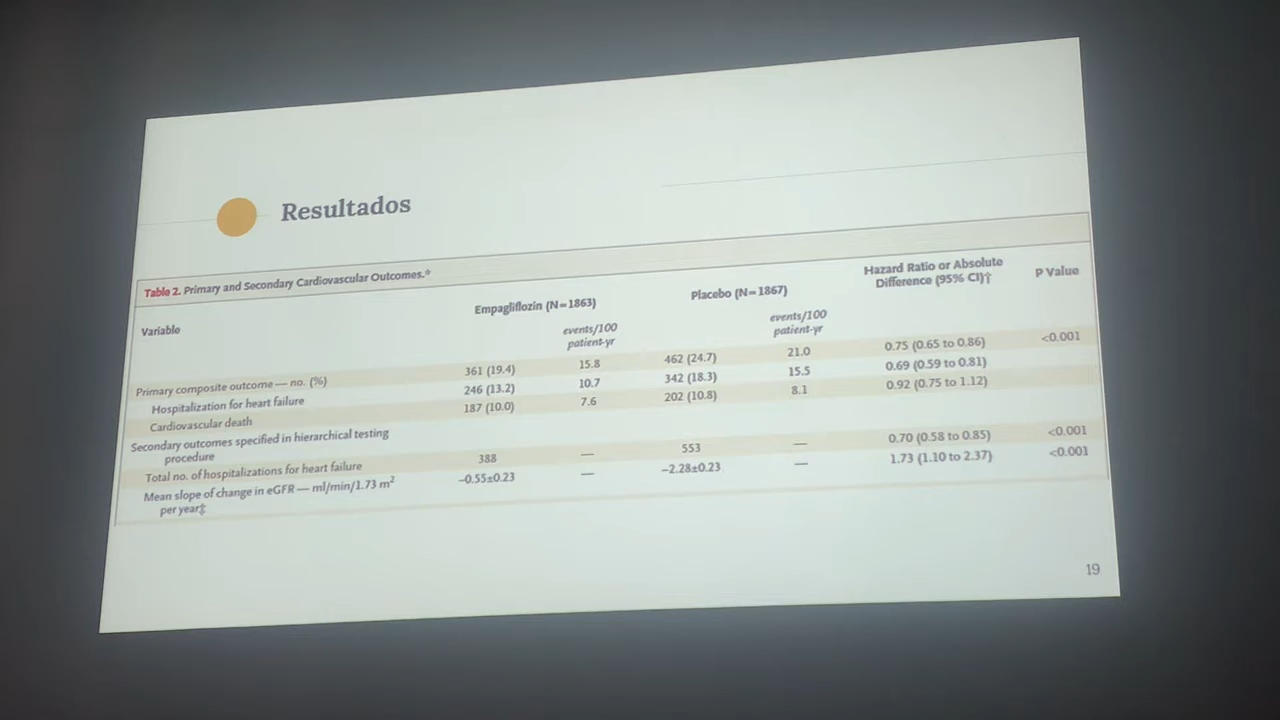 Resultados
Table 2. Primary and Secondary Cardiovascular Outcomes.*
Variable Empagliflozin (N=1863) Placebo (N=1867) Hazard Ratio or Absolute Difference (95% CI)† P Value
events/100 patient-yr events/100 patient-yr
Primary composite outcome — no. (%) 361 (19.4) 15.8 462 (24.7) 21.0 0.75 (0.65 to 0.86) <0.001
Hospitalization for heart failure 246 (13.2) 10.7 342 (18.3) 15.5 0.69 (0.59 to 0.81)
Cardiovascular death 187 (10.0) 7.6 202 (10.8) 8.1 0.92 (0.75 to 1.12)
Secondary outcomes specified in hierarchical testing
procedure
Total no. of hospitalizations for heart failure 388 — 553 — 0.70 (0.58 to 0.85) <0.001
Mean slope of change in eGFR — ml/min/1.73 m² –0.55±0.23 — –2.28±0.23 — 1.73 (1.10 to 2.37) <0.001
per year‡
19